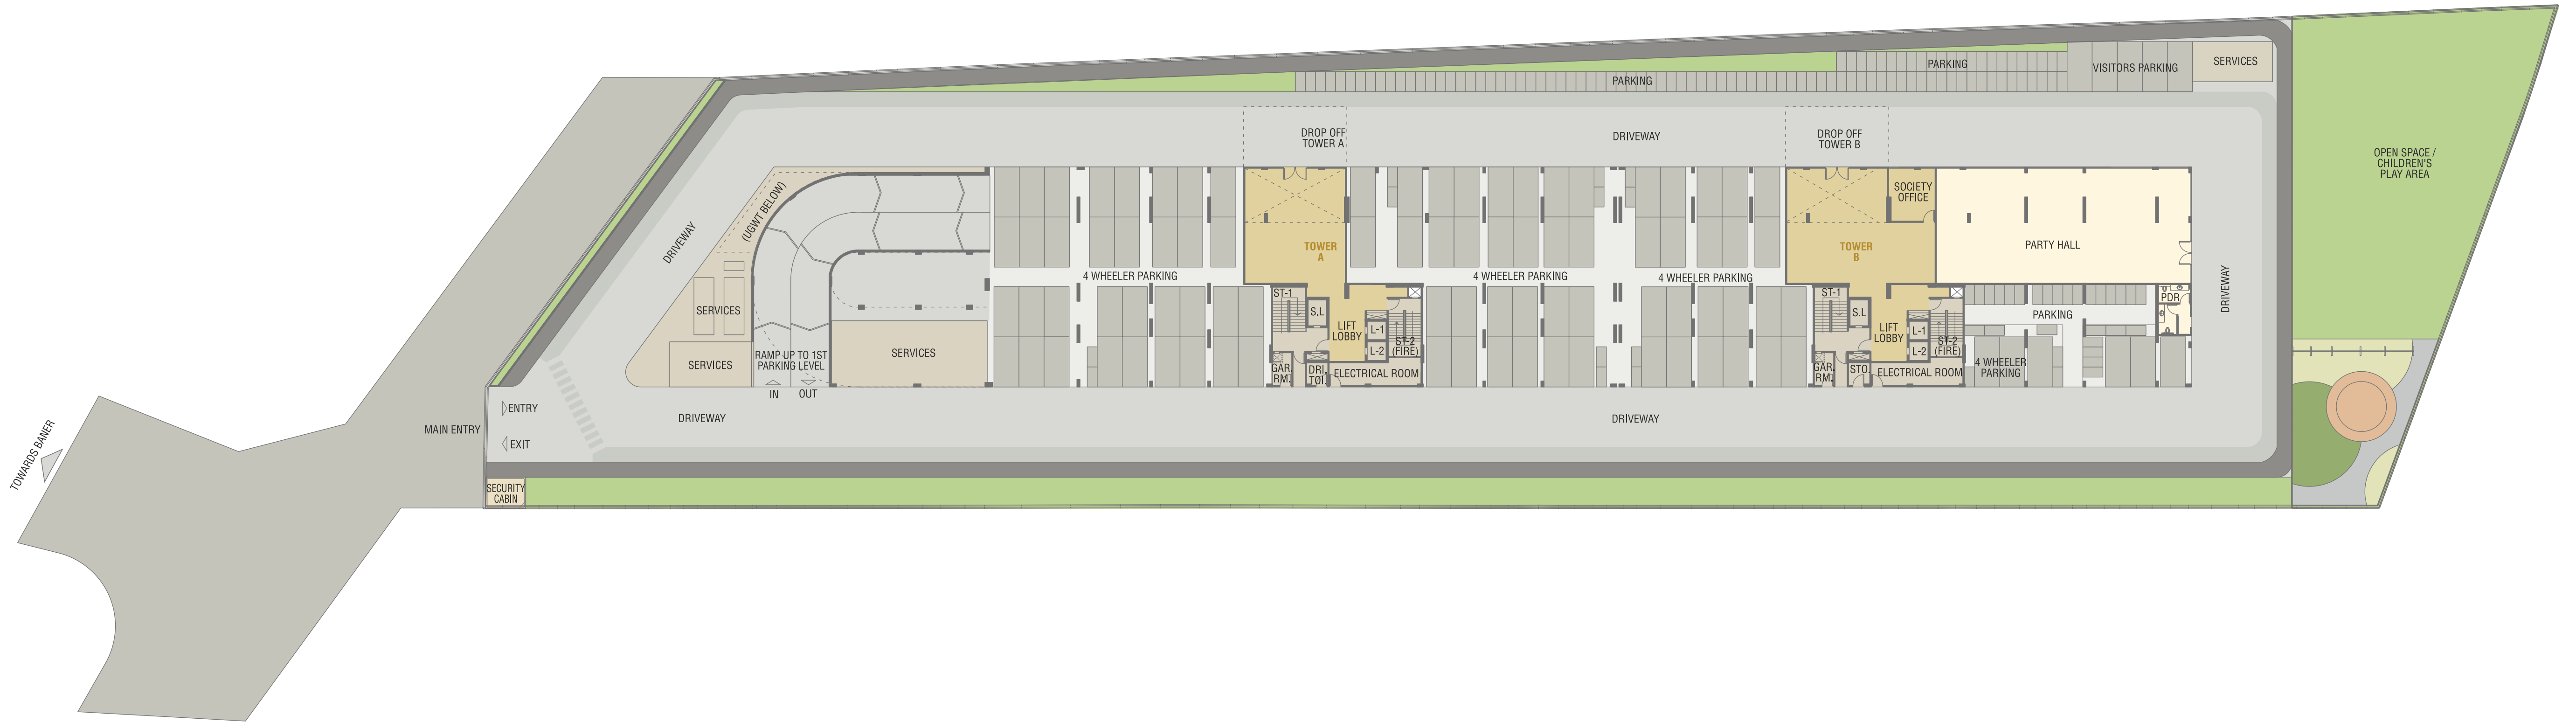 PARKING
PARKING
VISITORS PARKING
SERVICES
DROP OFF
TOWER A
DRIVEWAY
DROP OFF
TOWER B
OPEN SPACE /
CHILDREN'S
PLAY AREA
DRIVEWAY
(UGWT BELOW)
SOCIETY
OFFICE
TOWER
A
TOWER
B
PARTY HALL
4 WHEELER PARKING
4 WHEELER PARKING
4 WHEELER PARKING
DRIVEWAY
SERVICES
SERVICES
RAMP UP TO 1ST
PARKING LEVEL
SERVICES
IN
OUT
ST-1
S.L
LIFT
LOBBY
L-1
L-2
ST-2
(FIRE)
GAR.
RM.
DRI.
TOI.
ELECTRICAL ROOM
ST-1
S.L
LIFT
LOBBY
L-1
L-2
ST-2
(FIRE)
GAR.
RM.
STO.
ELECTRICAL ROOM
PARKING
PDR.
4 WHEELER
PARKING
ENTRY
MAIN ENTRY
EXIT
DRIVEWAY
DRIVEWAY
TOWARDS BANER
SECURITY
CABIN